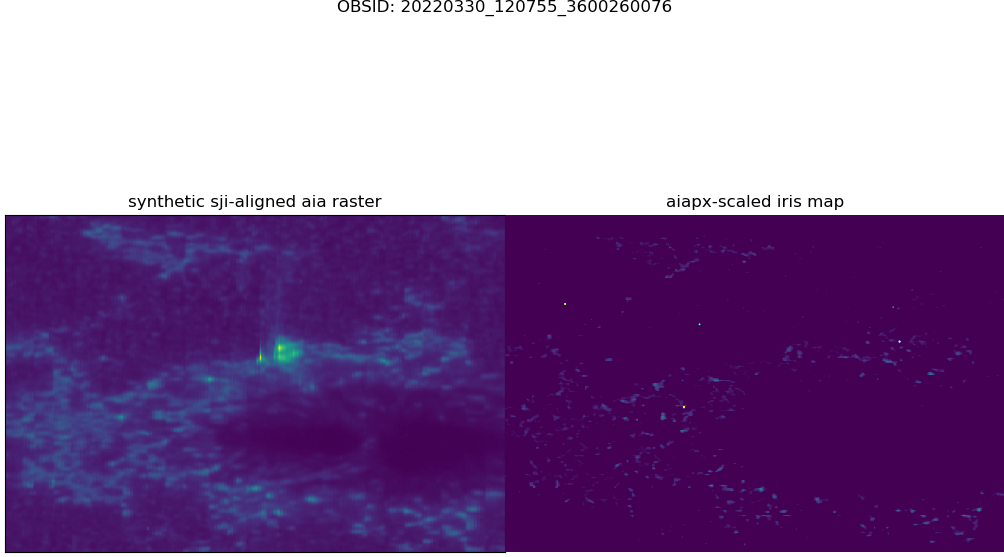 OBSID: 20220330_120755_3600260076
synthetic sji-aligned aia raster
aiapx-scaled iris map